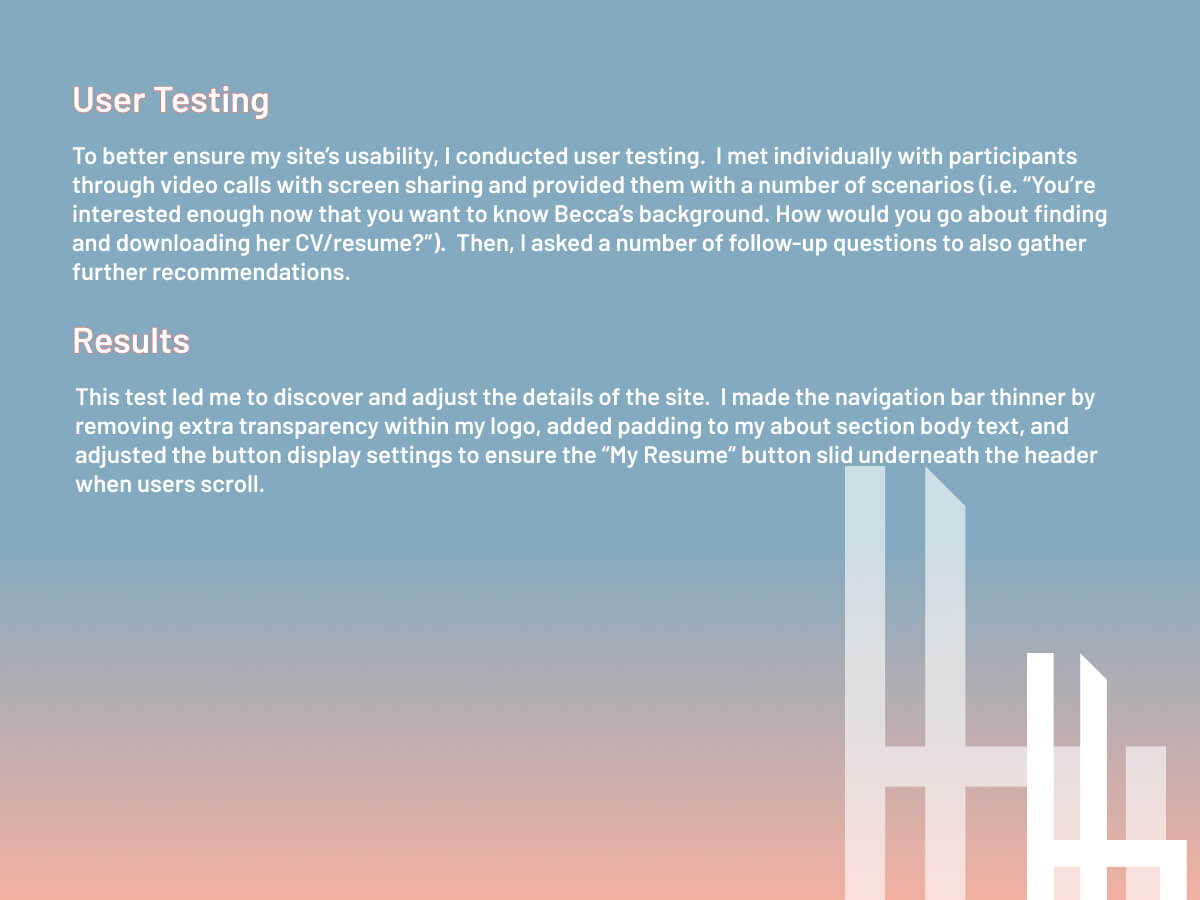 User Testing
To better ensure my site’s usability, I conducted user testing.  I met individually with participants
through video calls with screen sharing and provided them with a number of scenarios (i.e. “You’re
interested enough now that you want to know Becca’s background. How would you go about finding
and downloading her CV/resume?”).  Then, I asked a number of follow-up questions to also gather
further recommendations.
Results
This test led me to discover and adjust the details of the site.  I made the navigation bar thinner by
removing extra transparency within my logo, added padding to my about section body text, and
adjusted the button display settings to ensure the “My Resume” button slid underneath the header
when users scroll.